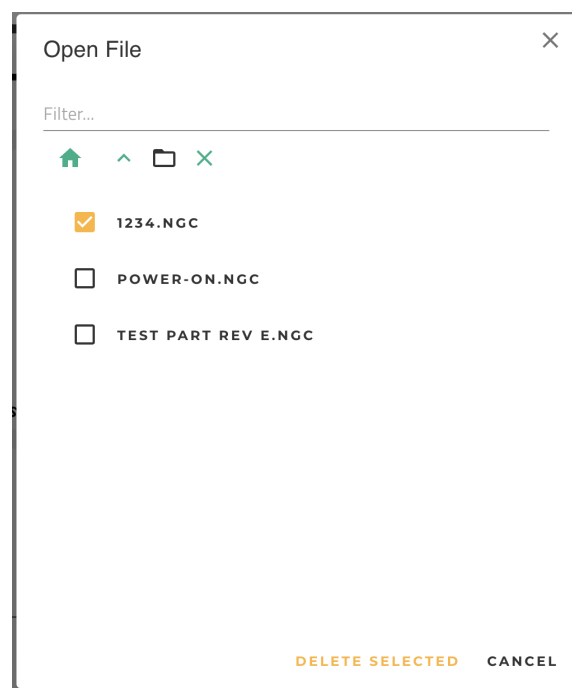 Open File
Filter...
1234.NGC
POWER-ON.NGC
TEST PART REV E.NGC
DELETE SELECTED CANCEL